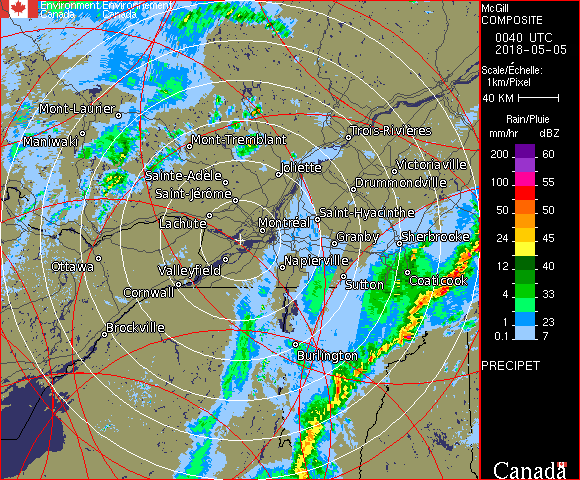 Environment Environnement
Canada Canada
McGill
COMPOSITE
0040 UTC
2018-05-05
Scale/Échelle:
1km/Pixel
40 KM
Rain/Pluie
mm/hr dBZ
200 60
100 55
50 50
24 45
12 40
4 33
1 23
0.1 7
PRECIPET
Canada
Mont-Laurier
Maniwaki
Mont-Tremblant
Trois-Rivières
Sainte-Adèle
Joliette
Victoriaville
Saint-Jérôme
Drummondville
Lachute
Montréal
Saint-Hyacinthe
Granby
Sherbrooke
Ottawa
Valleyfield
Napierville
Cornwall
Sutton
Coaticook
Brockville
Burlington